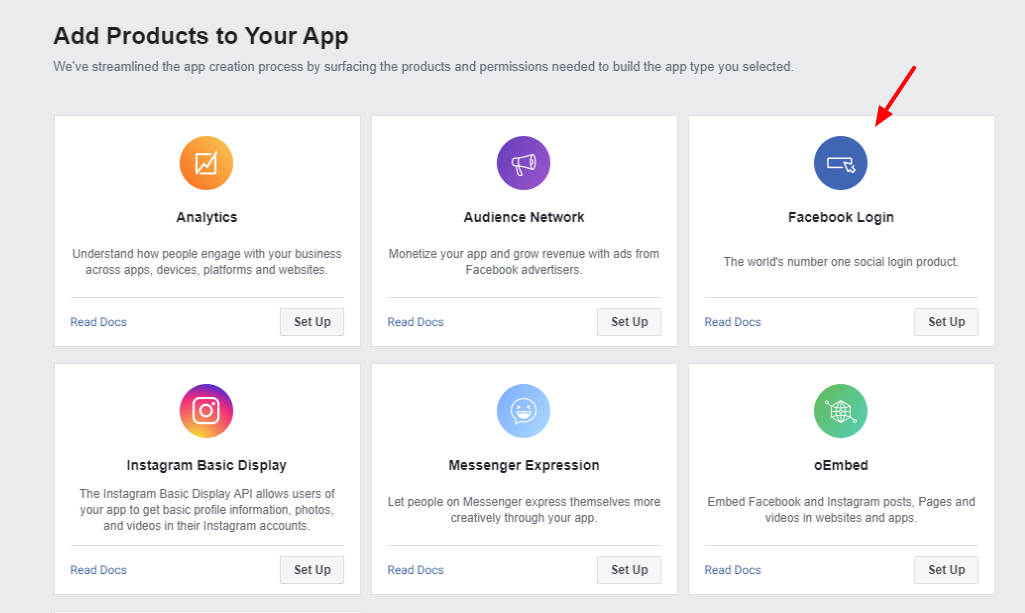 Add Products to Your App
We've streamlined the app creation process by surfacing the products and permissions needed to build the app type you selected.
Analytics
Understand how people engage with your business
across apps, devices, platforms and websites.
Read Docs
Set Up
Audience Network
Monetize your app and grow revenue with ads from
Facebook advertisers.
Read Docs
Set Up
Facebook Login
The world's number one social login product.
Read Docs
Set Up
Instagram Basic Display
The Instagram Basic Display API allows users of
your app to get basic profile information, photos,
and videos in their Instagram accounts.
Read Docs
Set Up
Messenger Expression
Let people on Messenger express themselves more
creatively through your app.
Read Docs
Set Up
oEmbed
Embed Facebook and Instagram posts, Pages and
videos in websites and apps.
Read Docs
Set Up